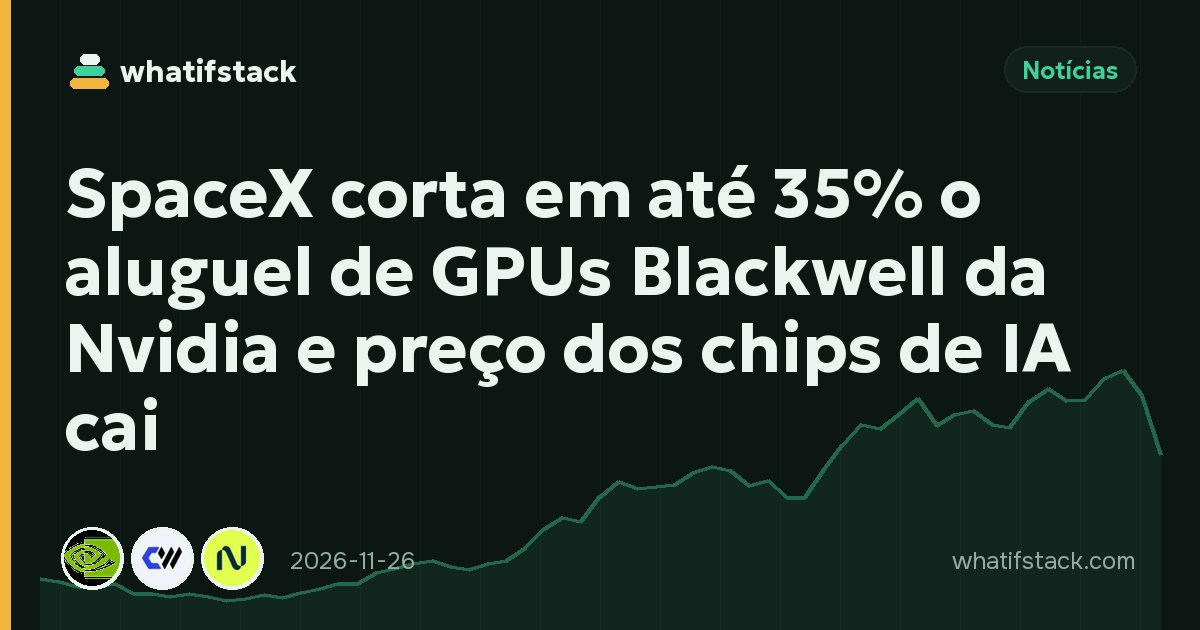 whatifstack
Notícias
SpaceX corta em até 35% o
aluguel de GPUs Blackwell da
Nvidia e preço dos chips de IA
cai
2026-11-26
whatifstack.com